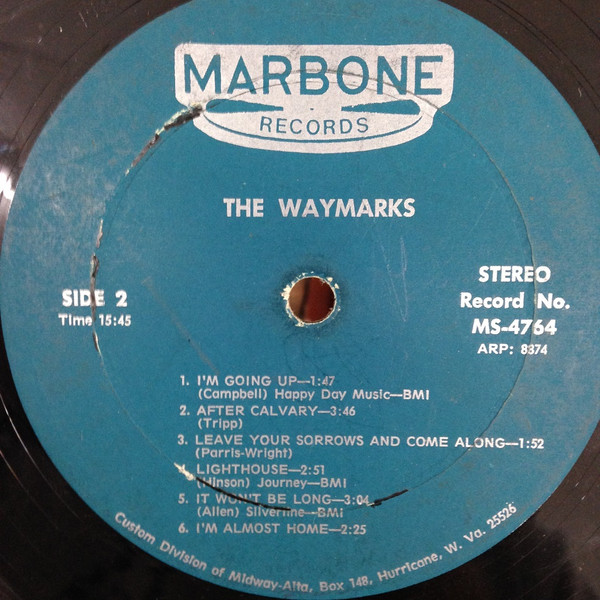 MARBONE
RECORDS
THE WAYMARKS
SIDE 2
Time 15:45
STEREO
Record No.
MS-4764
ARP: 8374
1. I'M GOING UP—1:47
(Campbell) Happy Day Music—BMI
2. AFTER CALVARY—3:46
(Tripp)
3. LEAVE YOUR SORROWS AND COME ALONG—1:52
(Parris-Wright)
LIGHTHOUSE—2:51
(Hinson) Journey—BMI
5. IT WON'T BE LONG—3:04
(Allen) Silverline—BMI
6. I'M ALMOST HOME—2:25
Custom Division of Midway-Alta, Box 148, Hurricane, W. Va. 25526